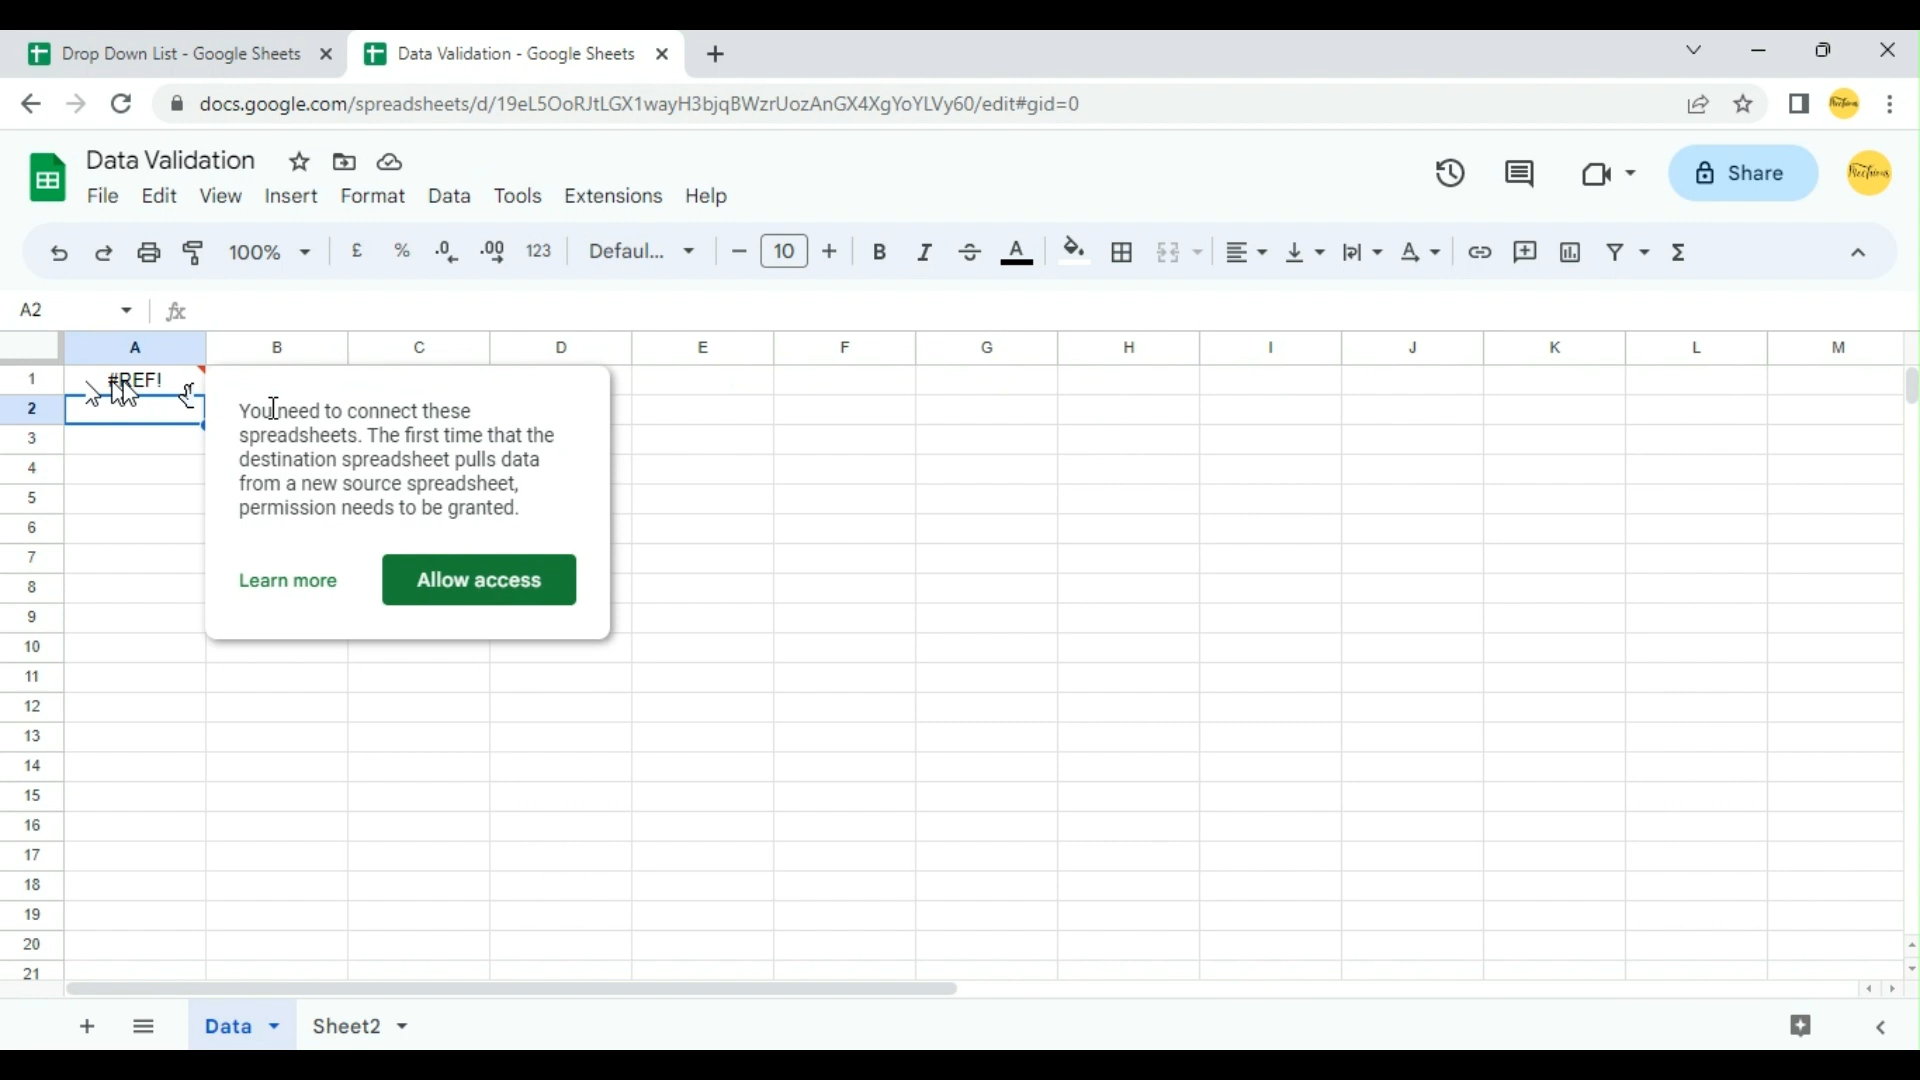 Drop Down List - Google Sheets
Data Validation - Google Sheets
docs.google.com/spreadsheets/d/19eL5OoRJtLGX1wayH3bjqBWzrUozAnGX4XgYoYLVy60/edit#gid=0
Data Validation
File Edit View Insert Format Data Tools Extensions Help
Share
100% £ % .0 .00 123 Defaul... 10 B I A
A2 fx
A B C D E F G H I J K L M
1 #REF!
2
3
4
5
6
7
8
9
10
11
12
13
14
15
16
17
18
19
20
21
You need to connect these
spreadsheets. The first time that the
destination spreadsheet pulls data
from a new source spreadsheet,
permission needs to be granted.
Learn more Allow access
Data Sheet2